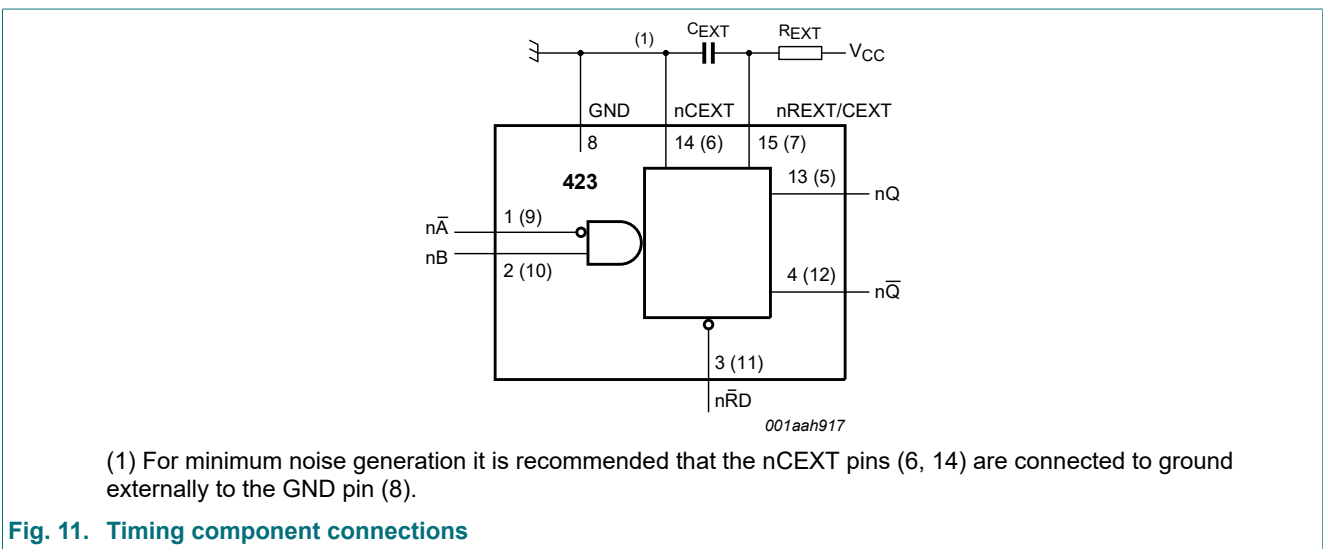 (1) CEXT REXT
VCC
GND nCEXT nREXT/CEXT
8 14 (6) 15 (7)
423 13 (5)
nQ
nA̅ 1 (9)
nB 2 (10)
4 (12)
nQ̅
3 (11)
nR̅D
001aah917
(1) For minimum noise generation it is recommended that the nCEXT pins (6, 14) are connected to ground
externally to the GND pin (8).
Fig. 11. Timing component connections